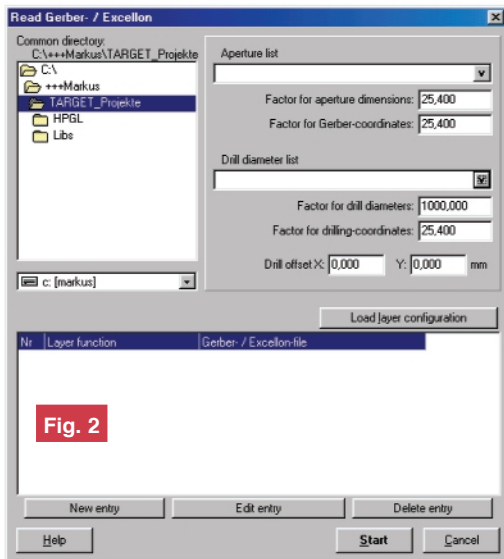 Read Gerber- / Excellon
Common directory:
C:\+++Markus\TARGET_Projekte
C:\
+++Markus
TARGET_Projekte
HPGL
Libs
c: [markus]
Aperture list
Factor for aperture dimensions: 25,400
Factor for Gerber-coordinates: 25,400
Drill diameter list
Factor for drill diameters: 1000,000
Factor for drilling-coordinates: 25,400
Drill offset X: 0,000 Y: 0,000 mm
Load layer configuration
Nr Layer function Gerber- / Excellon-file
Fig. 2
New entry Edit entry Delete entry
Help Start Cancel